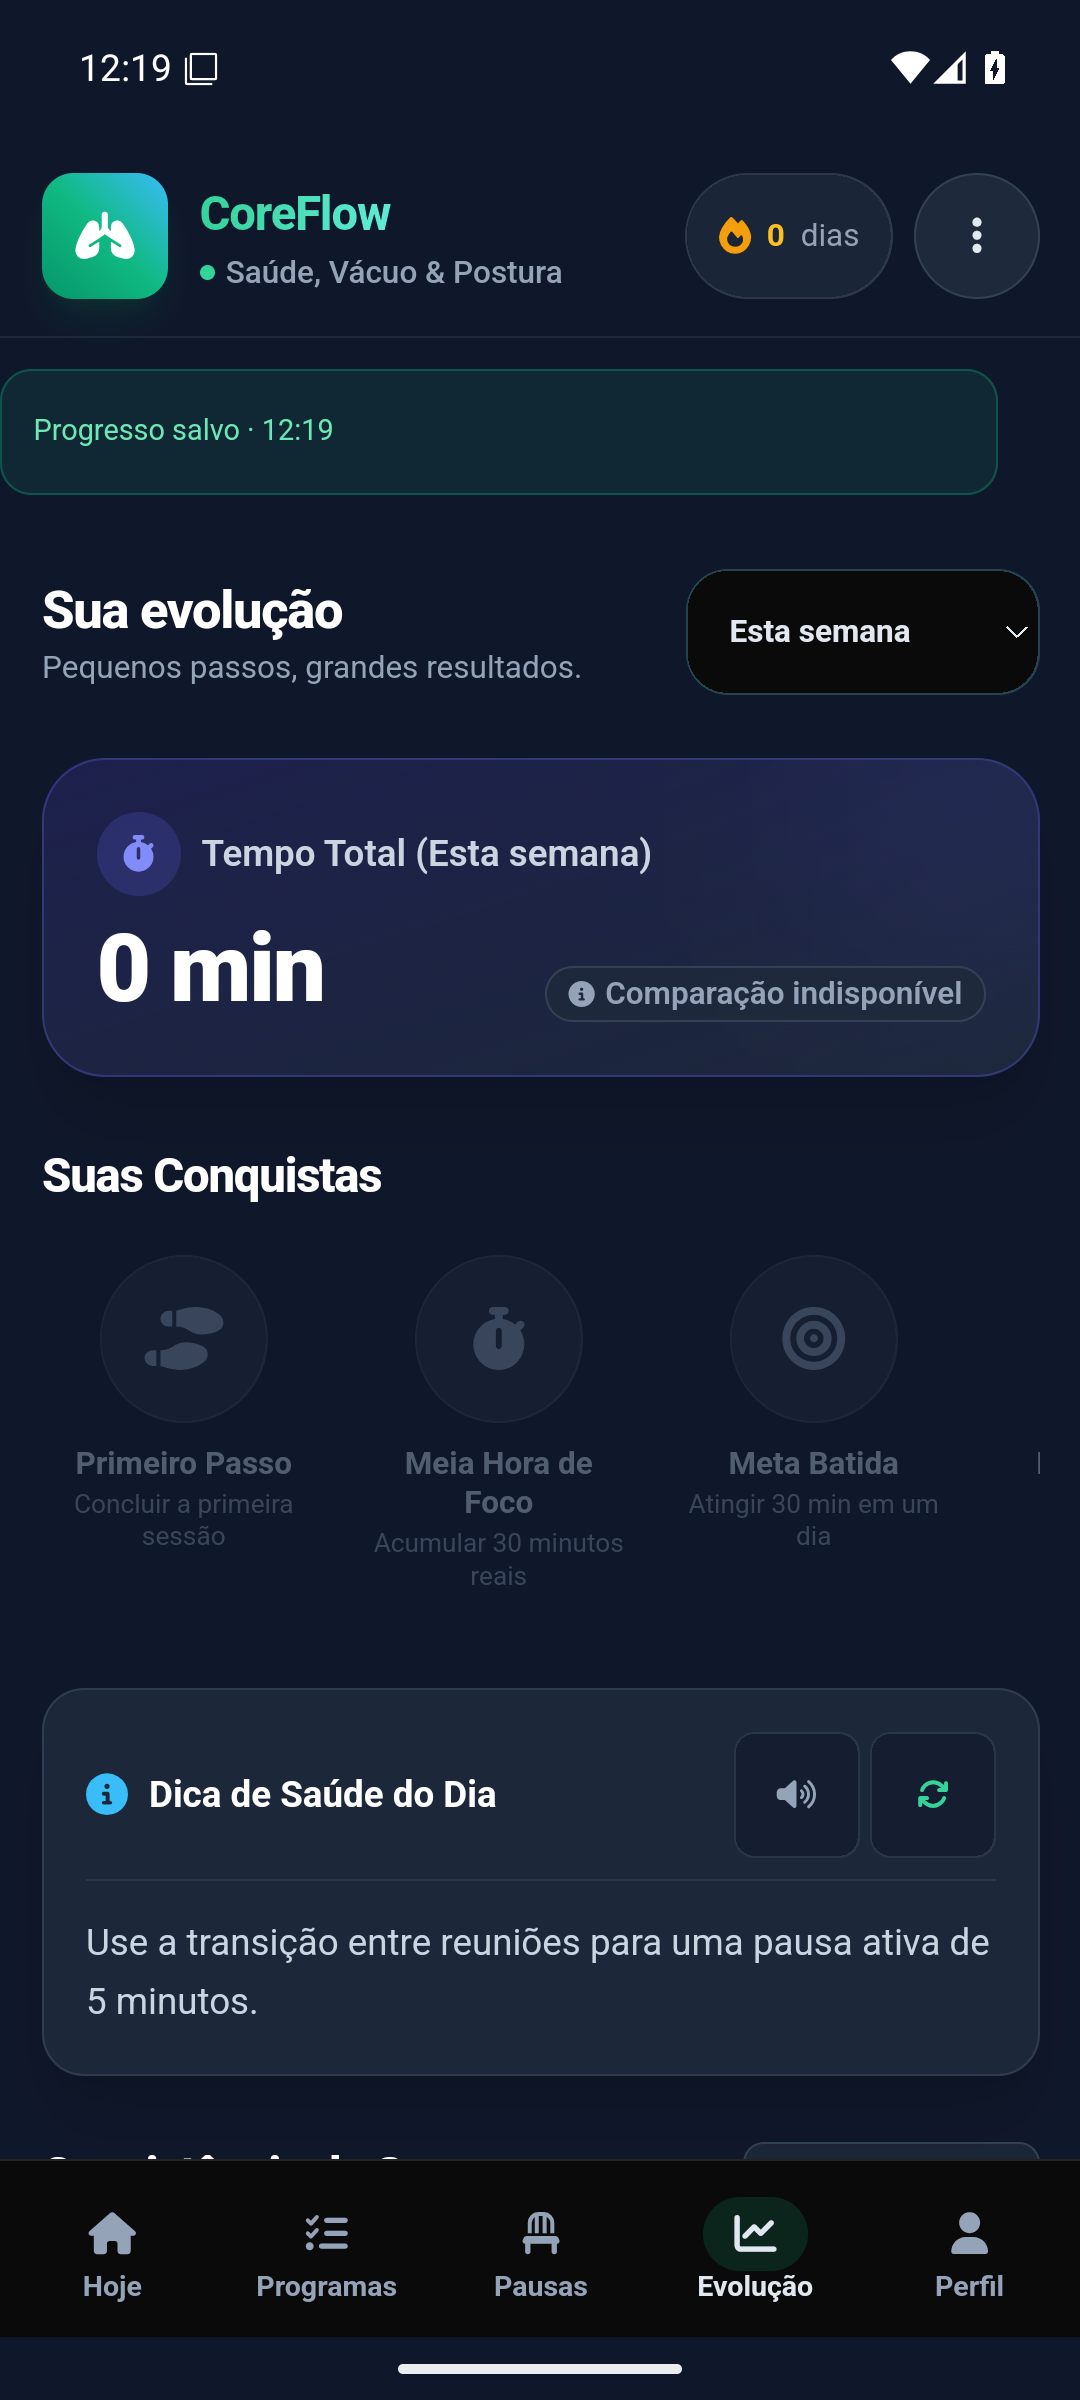 12:19
CoreFlow
Saúde, Vácuo & Postura
0 dias
Progresso salvo · 12:19
Sua evolução
Pequenos passos, grandes resultados.
Esta semana
Tempo Total (Esta semana)
0 min
Comparação indisponível
Suas Conquistas
Primeiro Passo
Concluir a primeira
sessão
Meia Hora de
Foco
Acumular 30 minutos
reais
Meta Batida
Atingir 30 min em um
dia
Dica de Saúde do Dia
Use a transição entre reuniões para uma pausa ativa de
5 minutos.
Hoje
Programas
Pausas
Evolução
Perfil